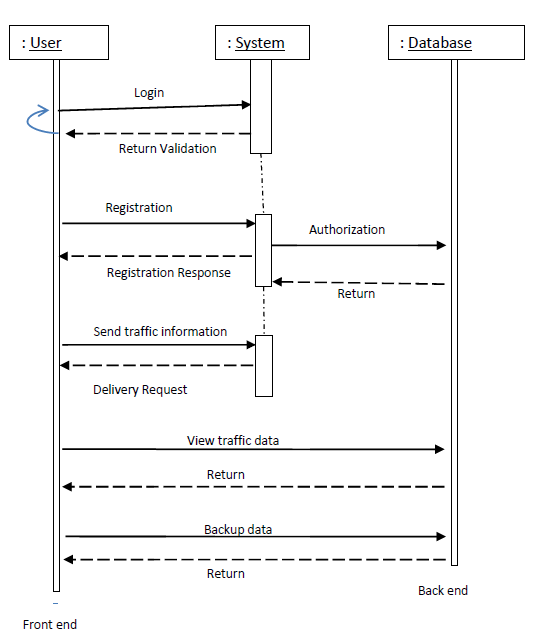 : User
: System
: Database
Login
Return Validation
Registration
Authorization
Registration Response
Return
Send traffic information
Delivery Request
View traffic data
Return
Backup data
Return
Back end
Front end